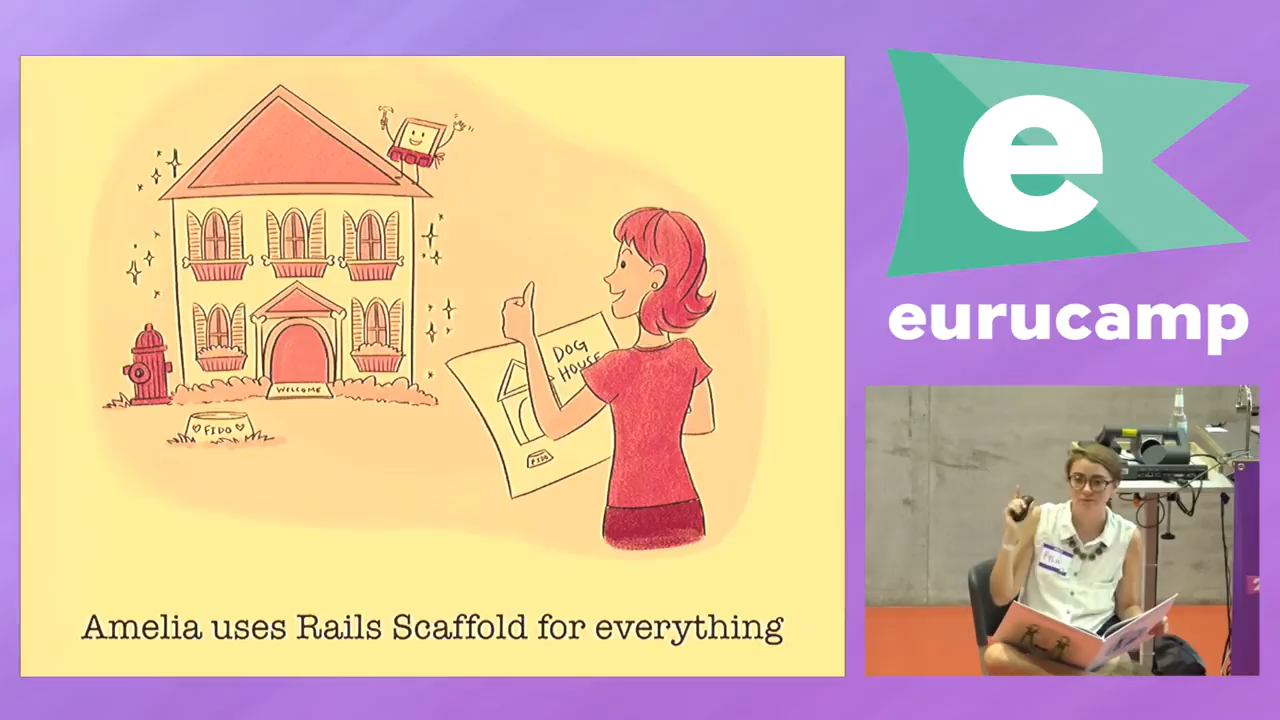 DOG
HOUSE
WELCOME
♡ FIDO ♡
FIDO
Amelia uses Rails Scaffold for everything
e
eurucamp